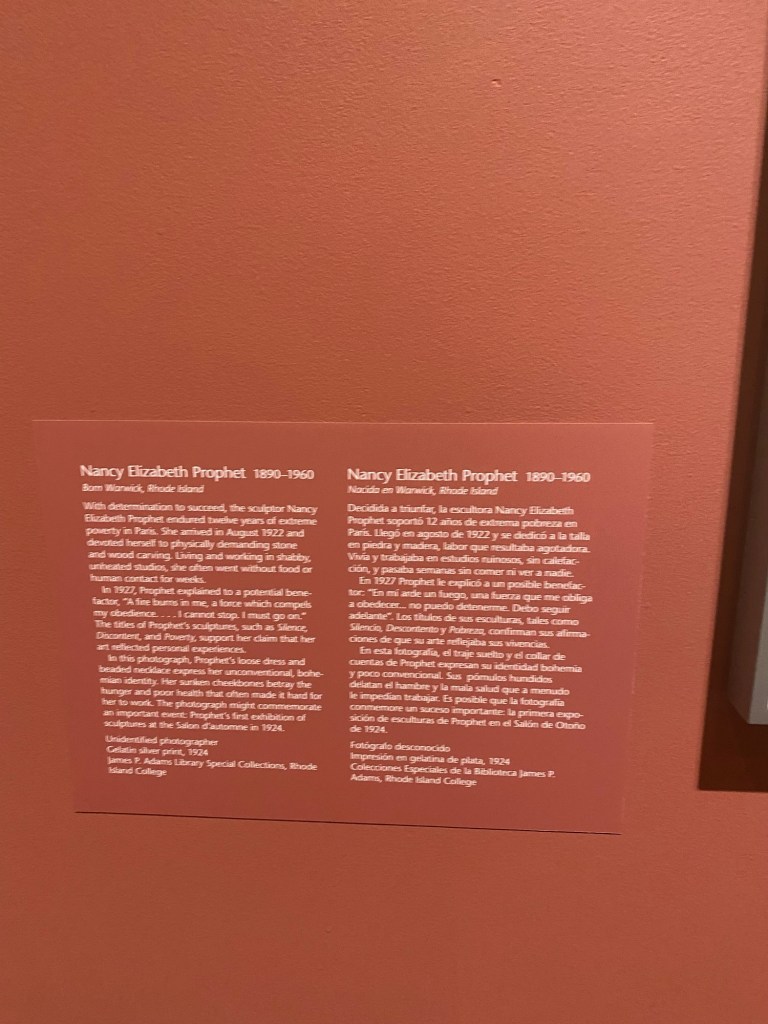 Nancy Elizabeth Prophet 1890–1960
Born Warwick, Rhode Island
With determination to succeed, the sculptor Nancy
Elizabeth Prophet endured twelve years of extreme
poverty in Paris. She arrived in August 1922 and
devoted herself to physically demanding stone
and wood carving. Living and working in shabby,
unheated studios, she often went without food or
human contact for weeks.
In 1927, Prophet explained to a potential bene-
factor, “A fire burns in me, a force which compels
my obedience. . . . I cannot stop. I must go on.”
The titles of Prophet’s sculptures, such as Silence,
Discontent, and Poverty, support her claim that her
art reflected personal experiences.
In this photograph, Prophet’s loose dress and
beaded necklace express her unconventional, bohe-
mian identity. Her sunken cheekbones betray the
hunger and poor health that often made it hard for
her to work. The photograph might commemorate
an important event: Prophet’s first exhibition of
sculptures at the Salon d’automne in 1924.
Unidentified photographer
Gelatin silver print, 1924
James P. Adams Library Special Collections, Rhode
Island College
Nancy Elizabeth Prophet 1890–1960
Nacida en Warwick, Rhode Island
Decidida a triunfar, la escultora Nancy Elizabeth
Prophet soportó 12 años de extrema pobreza en
París. Llegó en agosto de 1922 y se dedicó a la talla
en piedra y madera, labor que resultaba agotadora.
Vivía y trabajaba en estudios ruinosos, sin calefac-
ción, y pasaba semanas sin comer ni ver a nadie.
En 1927 Prophet le explicó a un posible benefac-
tor: “En mí arde un fuego, una fuerza que me obliga
a obedecer... no puedo detenerme. Debo seguir
adelante”. Los títulos de sus esculturas, tales como
Silencio, Descontento y Pobreza, confirman sus afirma-
ciones de que su arte reflejaba sus vivencias.
En esta fotografía, el traje suelto y el collar de
cuentas de Prophet expresan su identidad bohemia
y poco convencional. Sus pómulos hundidos
delatan el hambre y la mala salud que a menudo
le impedían trabajar. Es posible que la fotografía
conmemore un suceso importante: la primera expo-
sición de esculturas de Prophet en el Salón de Otoño
de 1924.
Fotógrafo desconocido
Impresión en gelatina de plata, 1924
Colecciones Especiales de la Biblioteca James P.
Adams, Rhode Island College